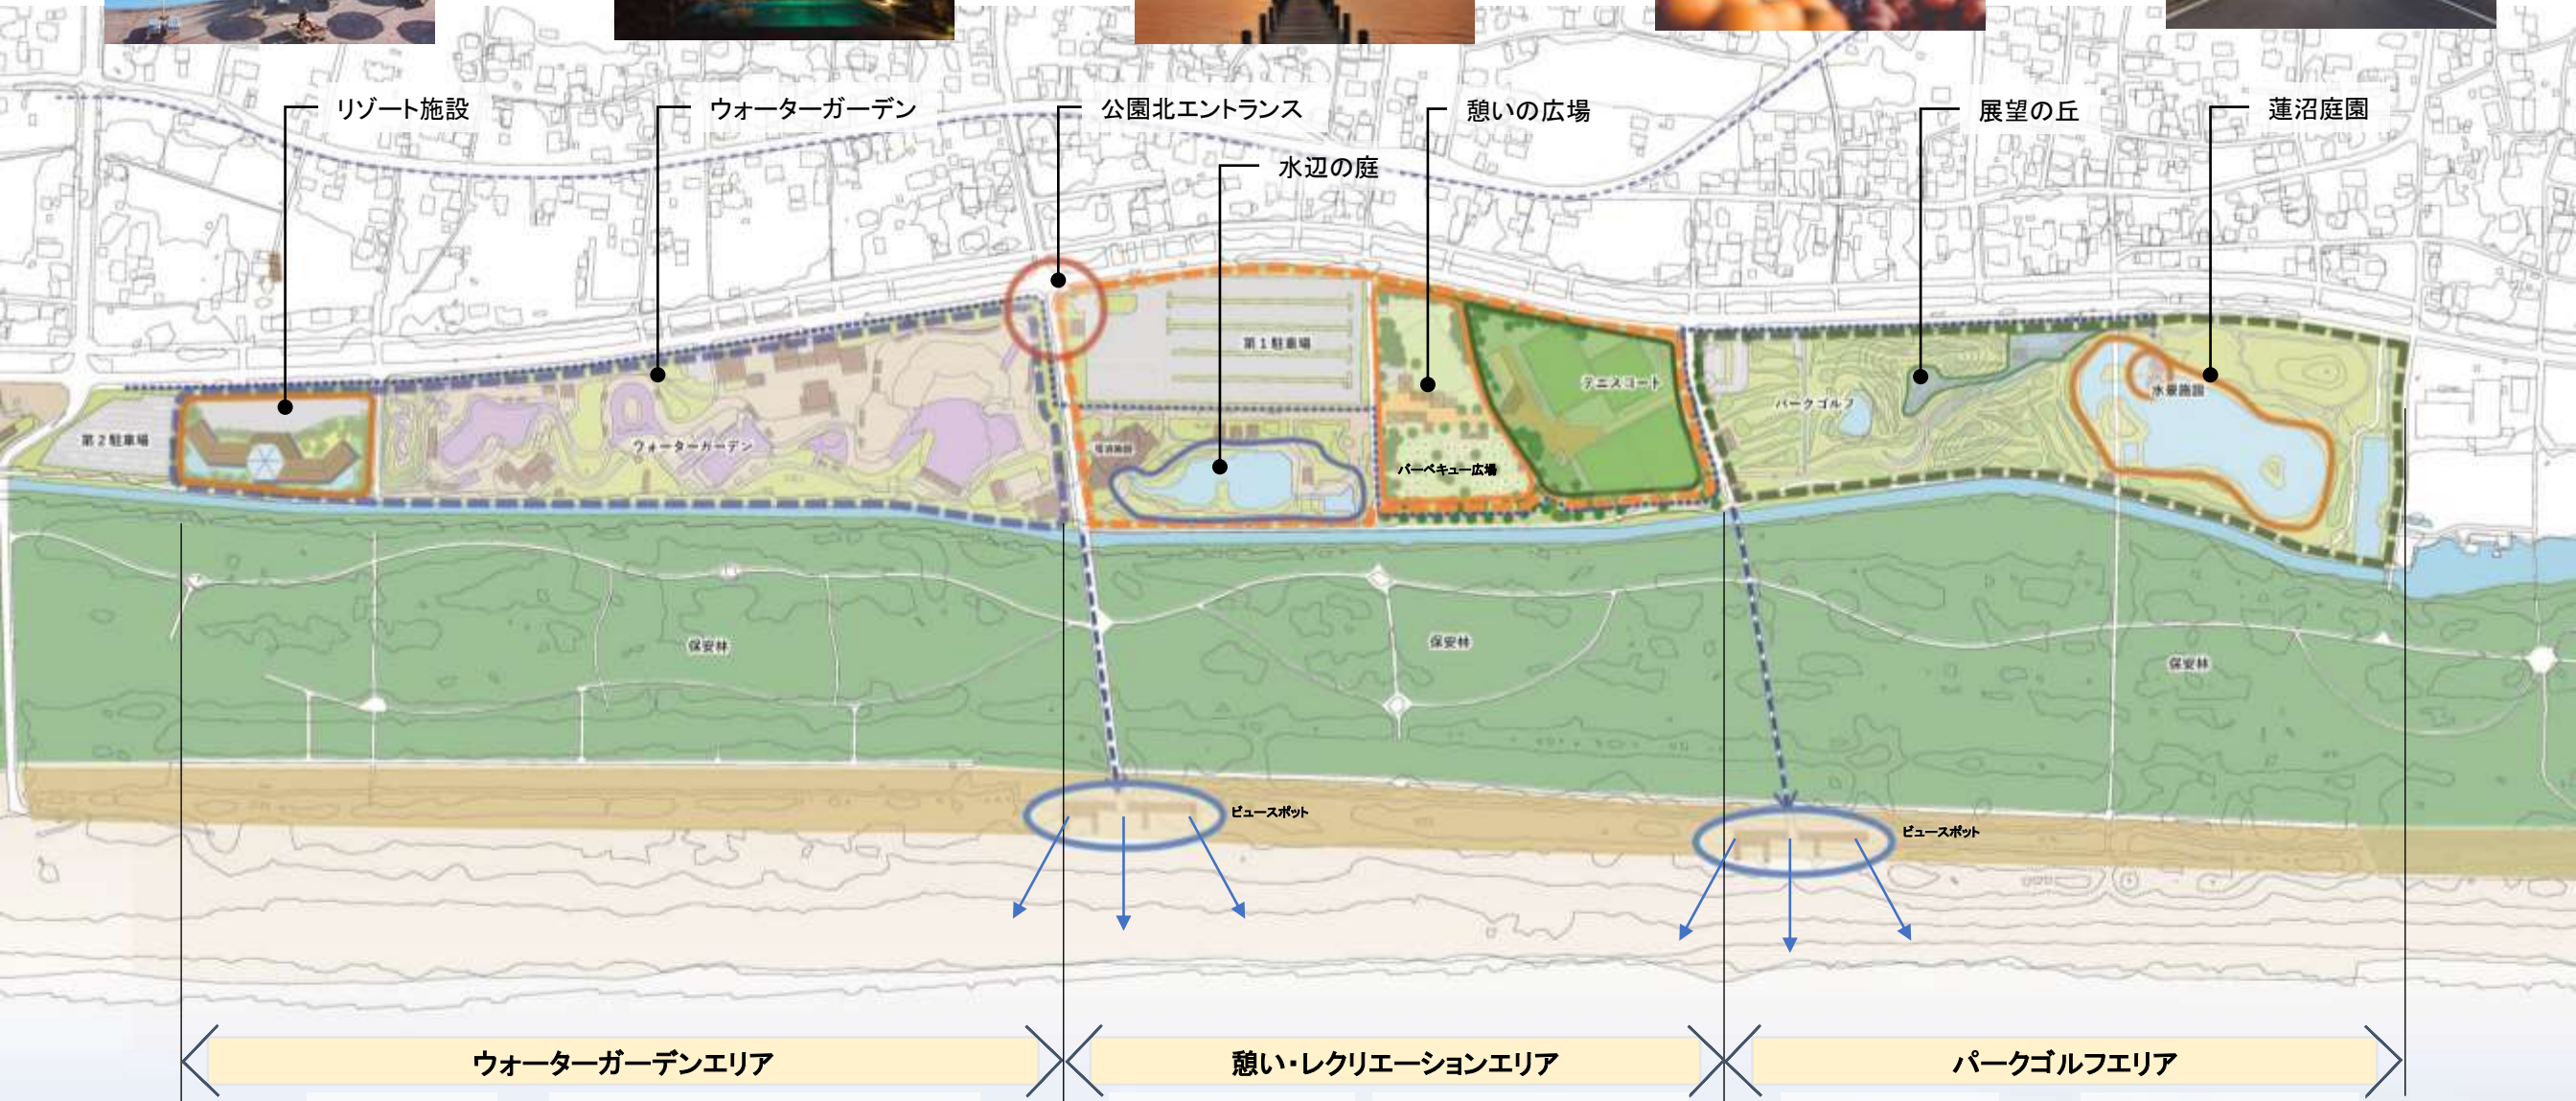 リゾート施設
ウォーターガーデン
公園北エントランス
憩いの広場
展望の丘
蓮沼庭園
水辺の庭
第1駐車場
テニスコート
水景施設
パークゴルフ
第2駐車場
ウォーターガーデン
バーベキュー広場
保安林
保安林
保安林
ビュースポット
ビュースポット
ウォーターガーデンエリア
憩い・レクリエーションエリア
パークゴルフエリア